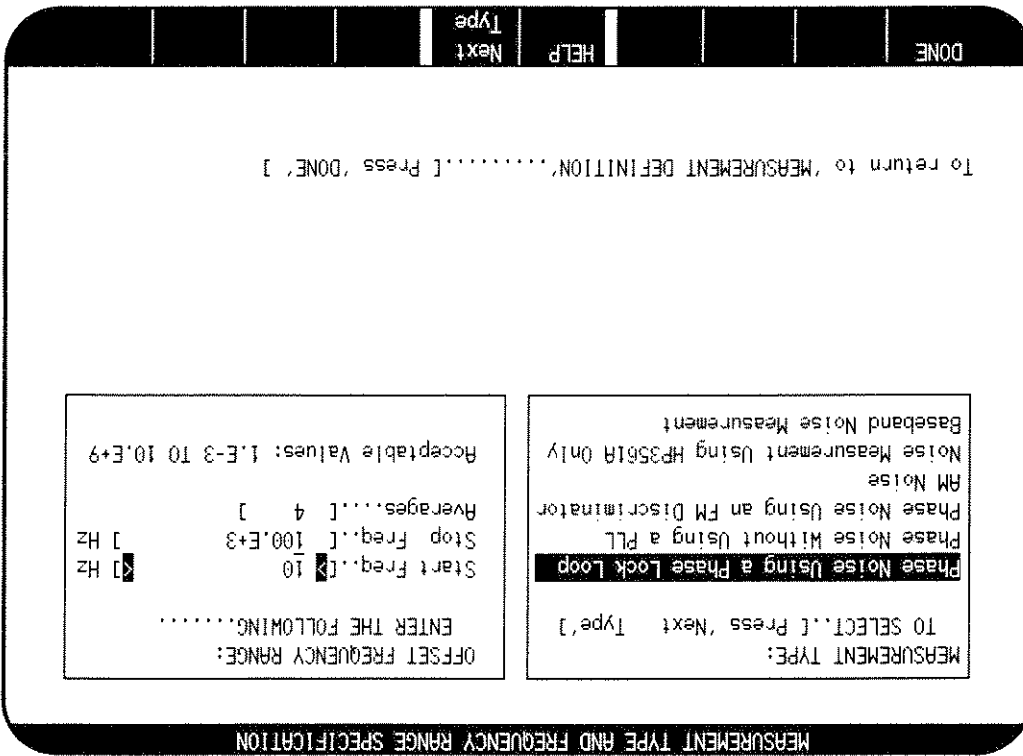 MEASUREMENT TYPE AND FREQUENCY RANGE SPECIFICATION
MEASUREMENT TYPE:
TO SELECT..[ Press 'Next Type']
Phase Noise Using a Phase Lock Loop
Phase Noise Without Using a PLL
Phase Noise Using an FM Discriminator
AM Noise
Noise Measurement Using HP3561A Only
Baseband Noise Measurement
OFFSET FREQUENCY RANGE:
ENTER THE FOLLOWING.......
Start Freq..[> 10 <] Hz
Stop Freq..[ 100.E+3 ] Hz
Averages....[ 4 ]
Acceptable Values: 1.E-3 TO 10.E+9
To return to 'MEASUREMENT DEFINITION'..........[ Press 'DONE' ]
DONE
HELP
Next
Type